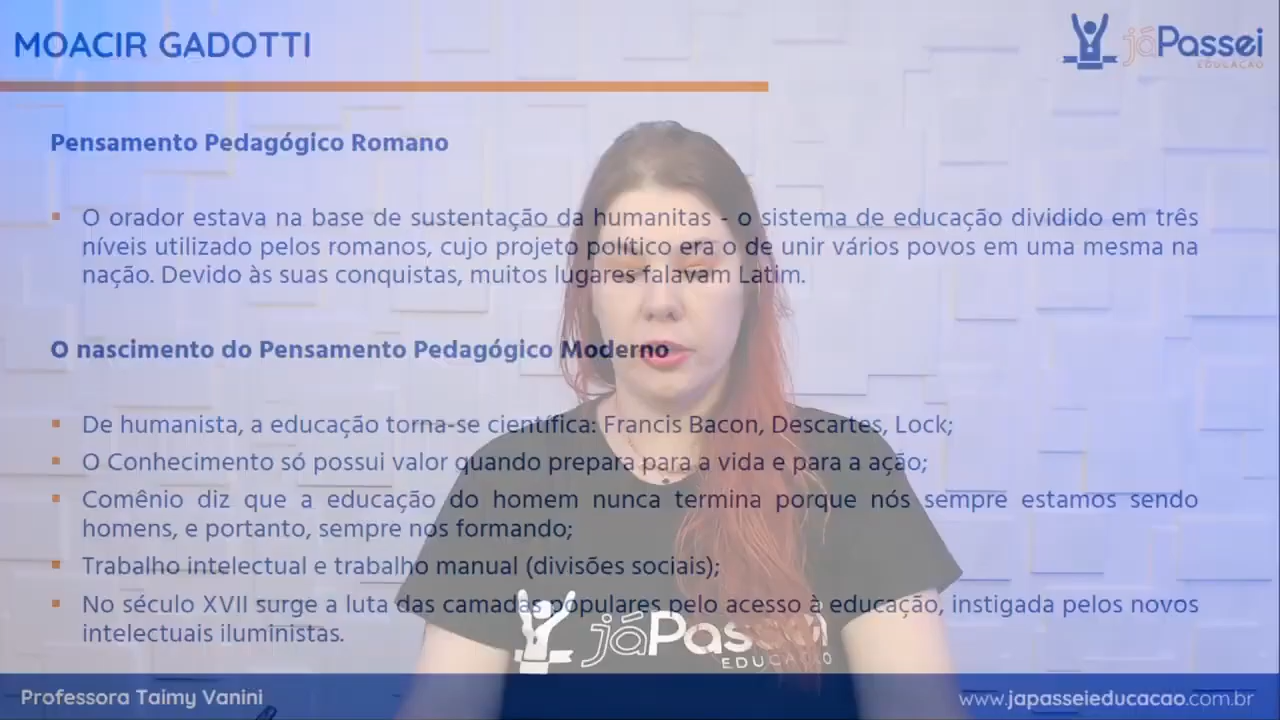 MOACIR GADOTTI
jáPassei
EDUCAÇÃO
Pensamento Pedagógico Romano
▪ O orador estava na base de sustentação da humanitas - o sistema de educação dividido em três
níveis utilizado pelos romanos, cujo projeto político era o de unir vários povos em uma mesma na
nação. Devido às suas conquistas, muitos lugares falavam Latim.
O nascimento do Pensamento Pedagógico Moderno
▪ De humanista, a educação torna-se científica: Francis Bacon, Descartes, Lock;
▪ O Conhecimento só possui valor quando prepara para a vida e para a ação;
▪ Comênio diz que a educação do homem nunca termina porque nós sempre estamos sendo
homens, e portanto, sempre nos formando;
▪ Trabalho intelectual e trabalho manual (divisões sociais);
▪ No século XVII surge a luta das camadas populares pelo acesso à educação, instigada pelos novos
intelectuais iluministas.
jáPassei
EDUCAÇÃO
Professora Taimy Vanini
www.japasseieducacao.com.br